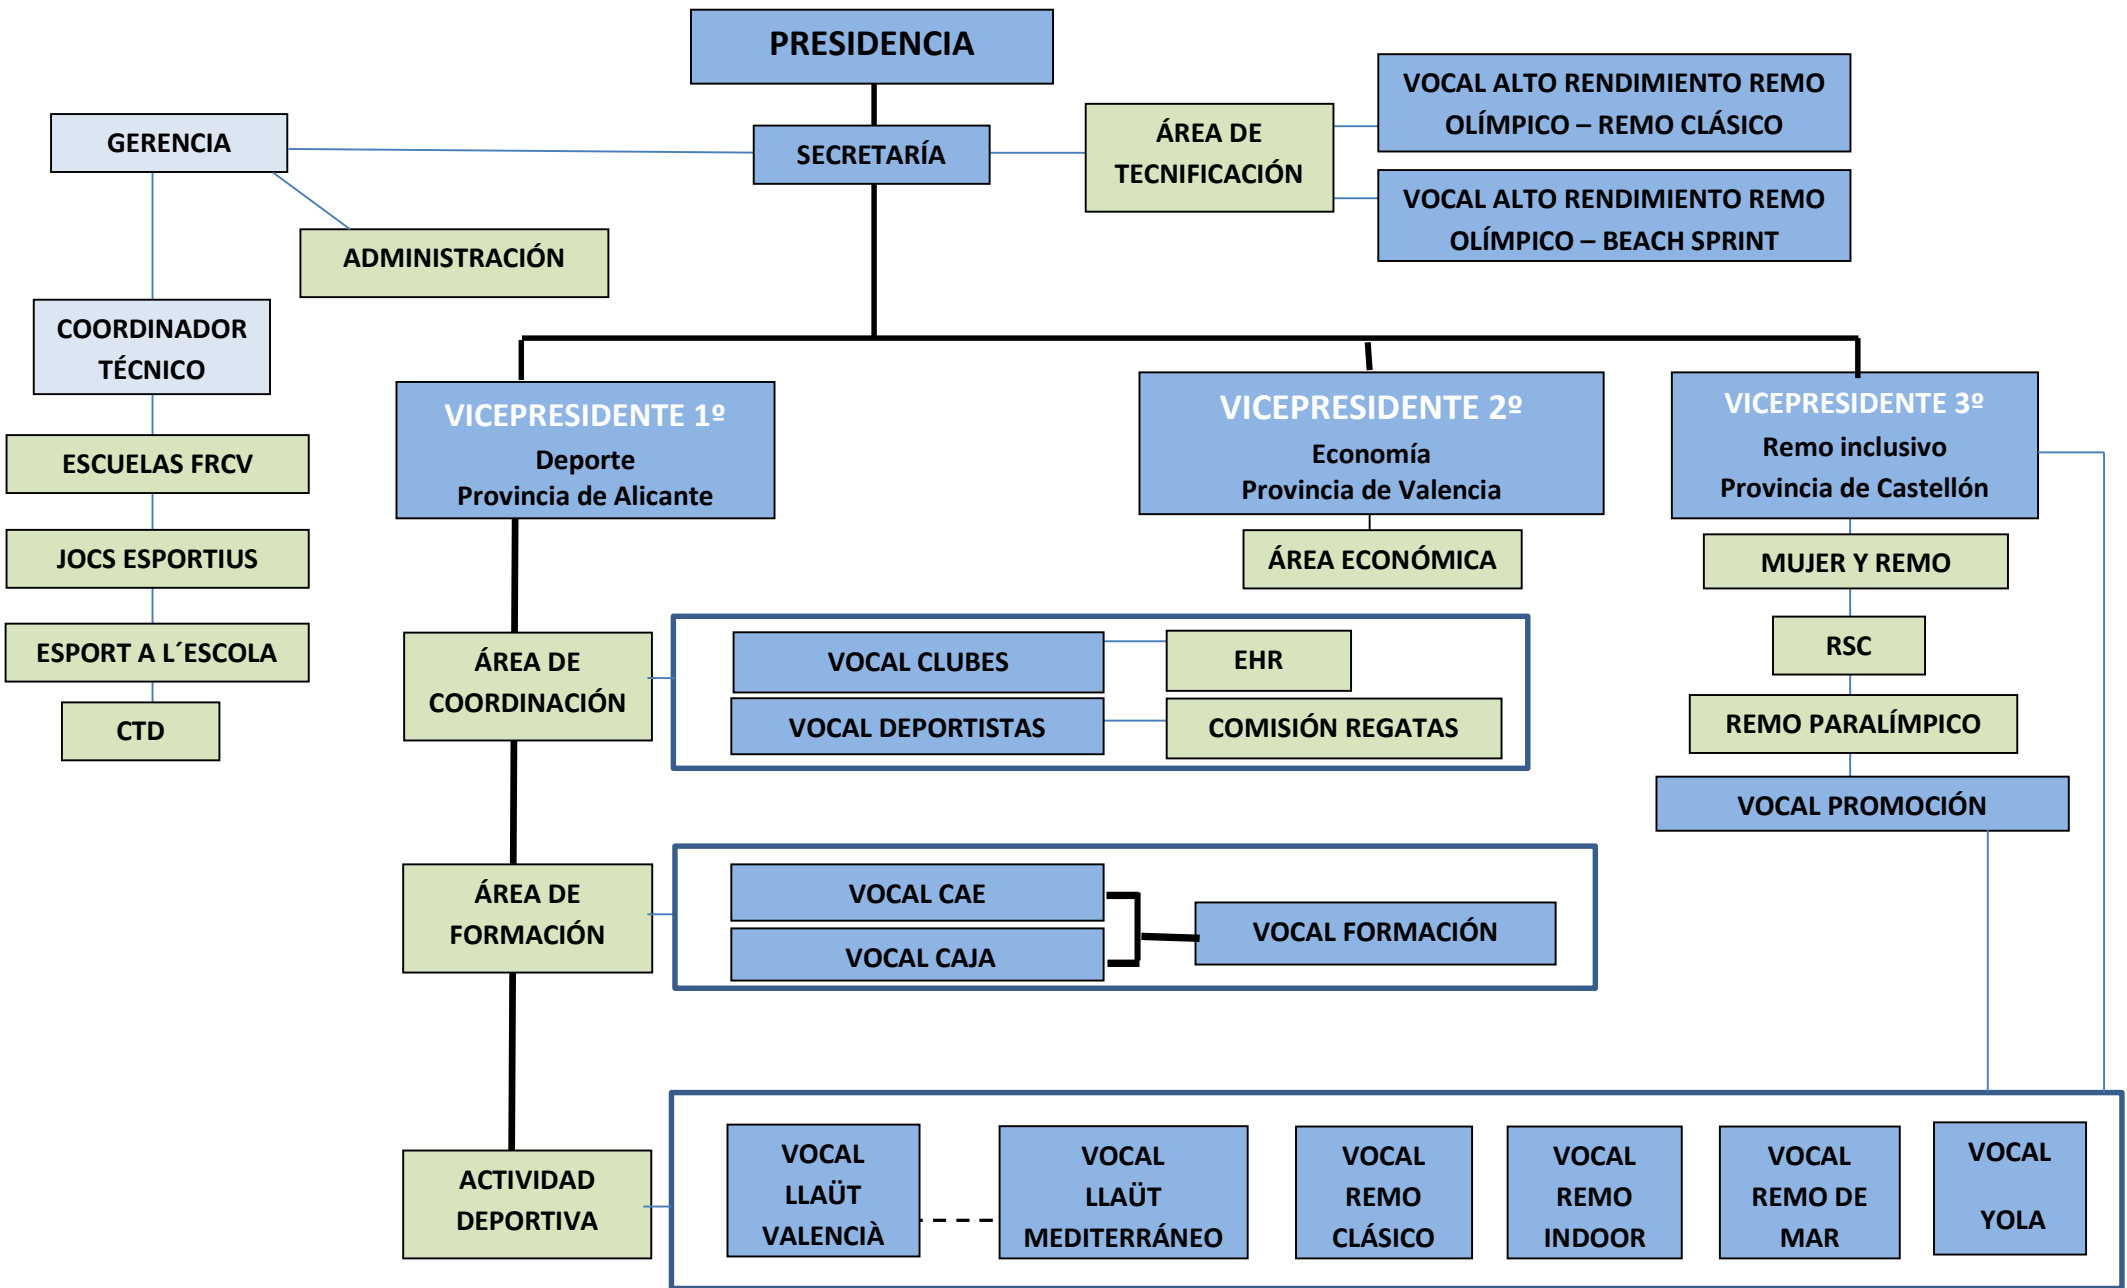 PRESIDENCIA
GERENCIA
SECRETARÍA
ÁREA DE
TECNIFICACIÓN
VOCAL ALTO RENDIMIENTO REMO
OLÍMPICO – REMO CLÁSICO
VOCAL ALTO RENDIMIENTO REMO
OLÍMPICO – BEACH SPRINT
ADMINISTRACIÓN
COORDINADOR
TÉCNICO
ESCUELAS FRCV
JOCS ESPORTIUS
ESPORT A L´ESCOLA
CTD
VICEPRESIDENTE 1º
Deporte
Provincia de Alicante
VICEPRESIDENTE 2º
Economía
Provincia de Valencia
VICEPRESIDENTE 3º
Remo inclusivo
Provincia de Castellón
ÁREA ECONÓMICA
MUJER Y REMO
RSC
REMO PARALÍMPICO
VOCAL PROMOCIÓN
ÁREA DE
COORDINACIÓN
VOCAL CLUBES
EHR
VOCAL DEPORTISTAS
COMISIÓN REGATAS
ÁREA DE
FORMACIÓN
VOCAL CAE
VOCAL CAJA
VOCAL FORMACIÓN
ACTIVIDAD
DEPORTIVA
VOCAL
LLAÜT
VALENCIÀ
VOCAL
LLAÜT
MEDITERRÁNEO
VOCAL
REMO
CLÁSICO
VOCAL
REMO
INDOOR
VOCAL
REMO DE
MAR
VOCAL
YOLA